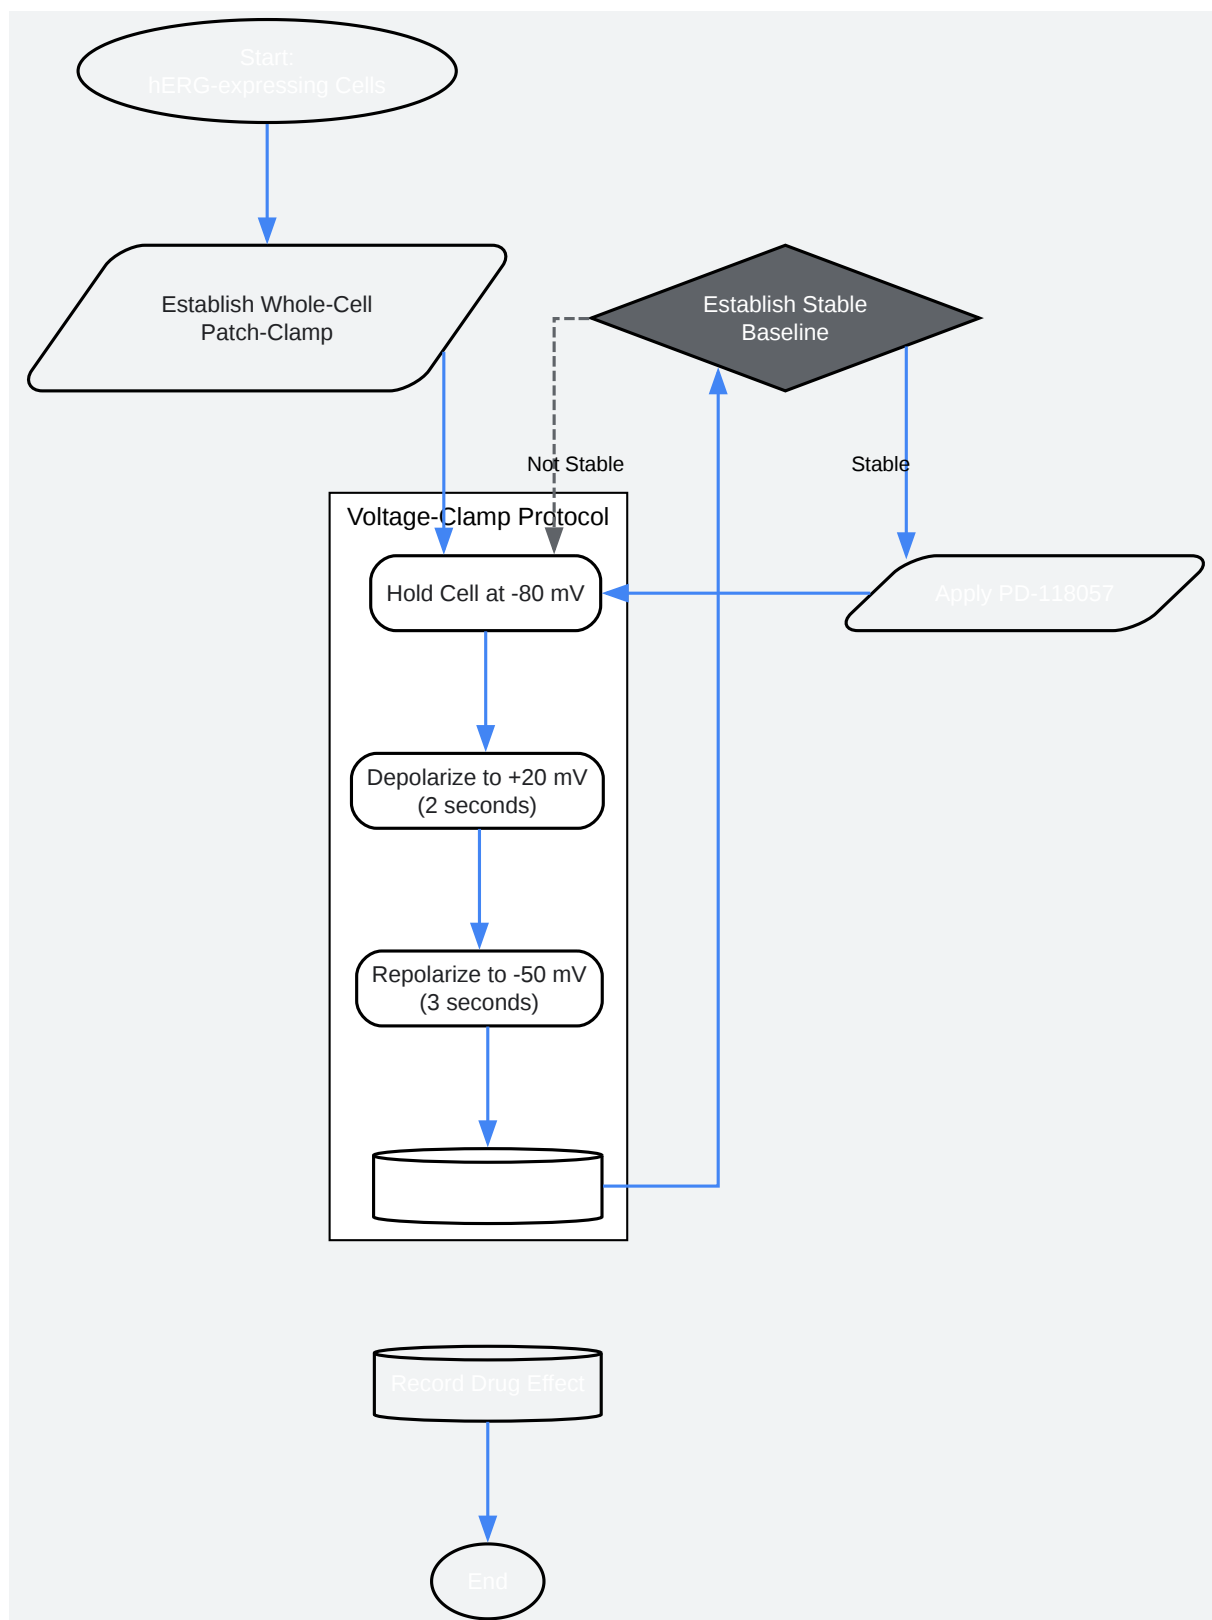 Start:
hERG-expressing Cells
Establish Whole-Cell
Patch-Clamp
Establish Stable
Baseline
Not Stable
Stable
Voltage-Clamp Protocol
Hold Cell at -80 mV
Apply PD-118057
Depolarize to +20 mV
(2 seconds)
Repolarize to -50 mV
(3 seconds)
Record Drug Effect
End